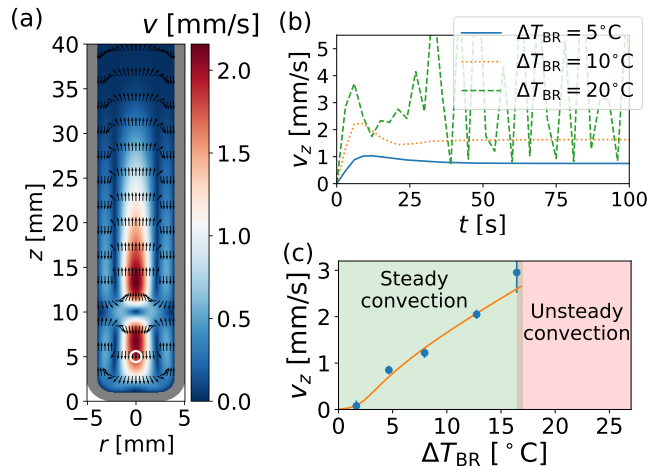 (a)
v [mm/s]
40
35
30
25
20
15
10
5
0
z [mm]
−5
0
5
r [mm]
2.0
1.5
1.0
0.5
0.0
(b)
ΔT_BR = 5°C
ΔT_BR = 10°C
ΔT_BR = 20°C
5
4
3
2
1
0
v_z [mm/s]
0
25
50
75
100
t [s]
(c)
Steady
convection
Unsteady
convection
3
2
1
0
v_z [mm/s]
0
5
10
15
20
25
ΔT_BR [°C]